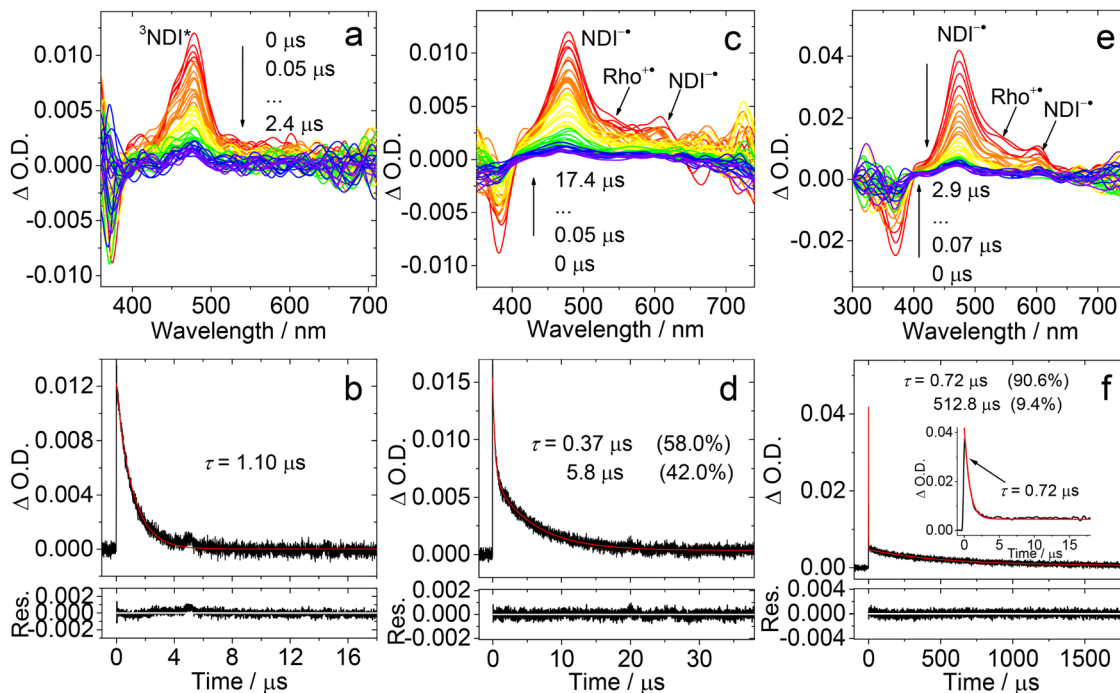 a
³NDI*
0 μs
0.05 μs
...
2.4 μs
0.010
0.005
0.000
-0.005
-0.010
Δ O.D.
400 500 600 700
Wavelength / nm
c
NDI⁻•
Rho⁺•
NDI⁻•
17.4 μs
...
0.05 μs
0 μs
0.010
0.005
0.000
-0.005
-0.010
Δ O.D.
400 500 600 700
Wavelength / nm
e
NDI⁻•
Rho⁺•
NDI⁻•
2.9 μs
...
0.07 μs
0 μs
0.04
0.02
0.00
-0.02
Δ O.D.
300 400 500 600 700
Wavelength / nm
b
τ = 1.10 μs
0.012
0.008
0.004
0.000
Δ O.D.
0.002
0.000
-0.002
Res.
0 4 8 12 16
Time / μs
d
τ = 0.37 μs (58.0%)
5.8 μs (42.0%)
0.015
0.010
0.005
0.000
Δ O.D.
0.002
0.000
-0.002
Res.
0 10 20 30
Time / μs
f
τ = 0.72 μs (90.6%)
512.8 μs (9.4%)
0.04
0.02
0.00
Δ O.D.
0.04
0.02
0.00
Δ O.D.
τ = 0.72 μs
0 5 10 15
Time / μs
0.004
0.000
-0.004
Res.
0 500 1000 1500
Time / μs